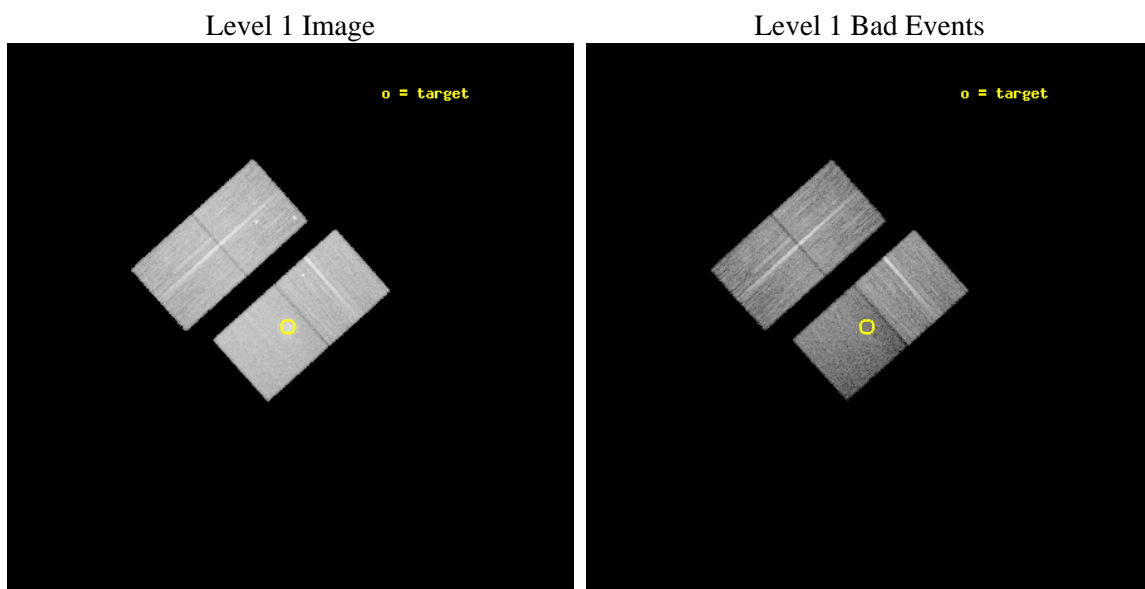 Level 1 Image
Level 1 Bad Events
o = target
o = target